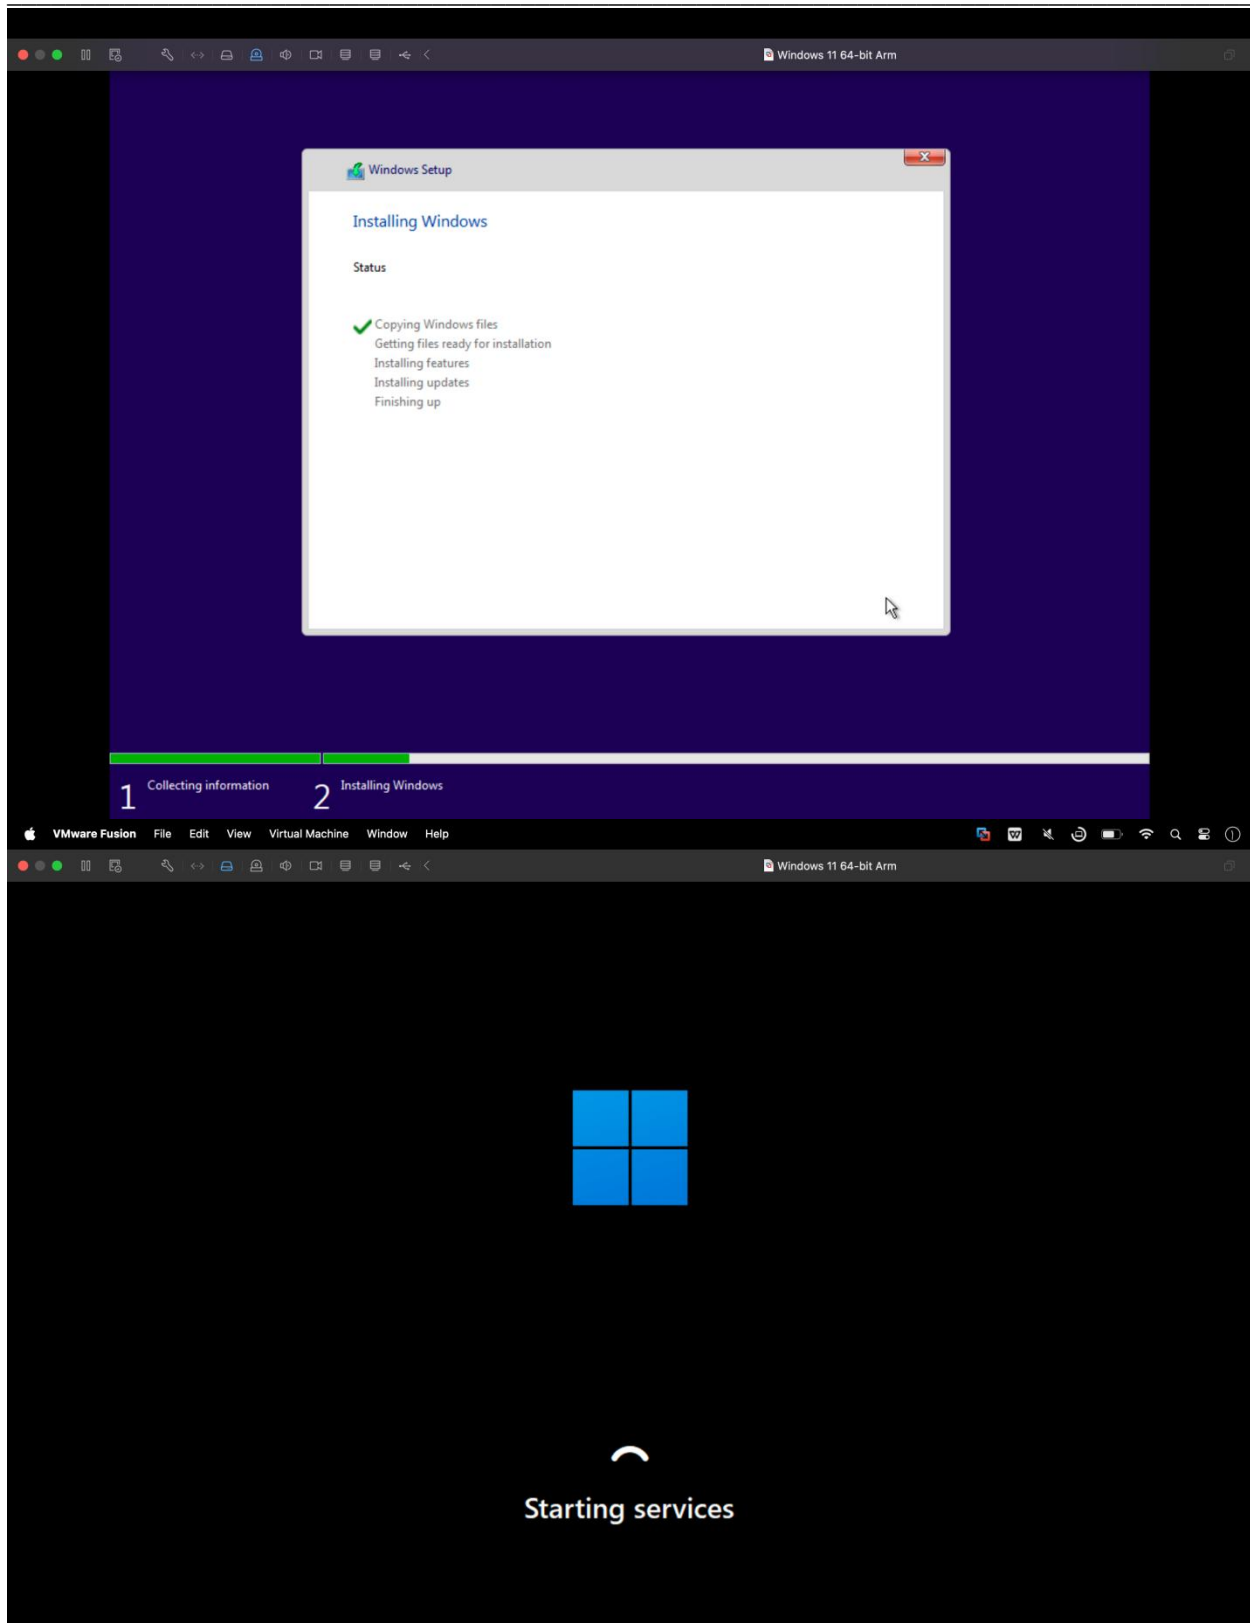 Windows 11 64-bit Arm
Windows Setup
Installing Windows
Status
Copying Windows files
Getting files ready for installation
Installing features
Installing updates
Finishing up
1 Collecting information 2 Installing Windows
VMware Fusion File Edit View Virtual Machine Window Help
Windows 11 64-bit Arm
Starting services